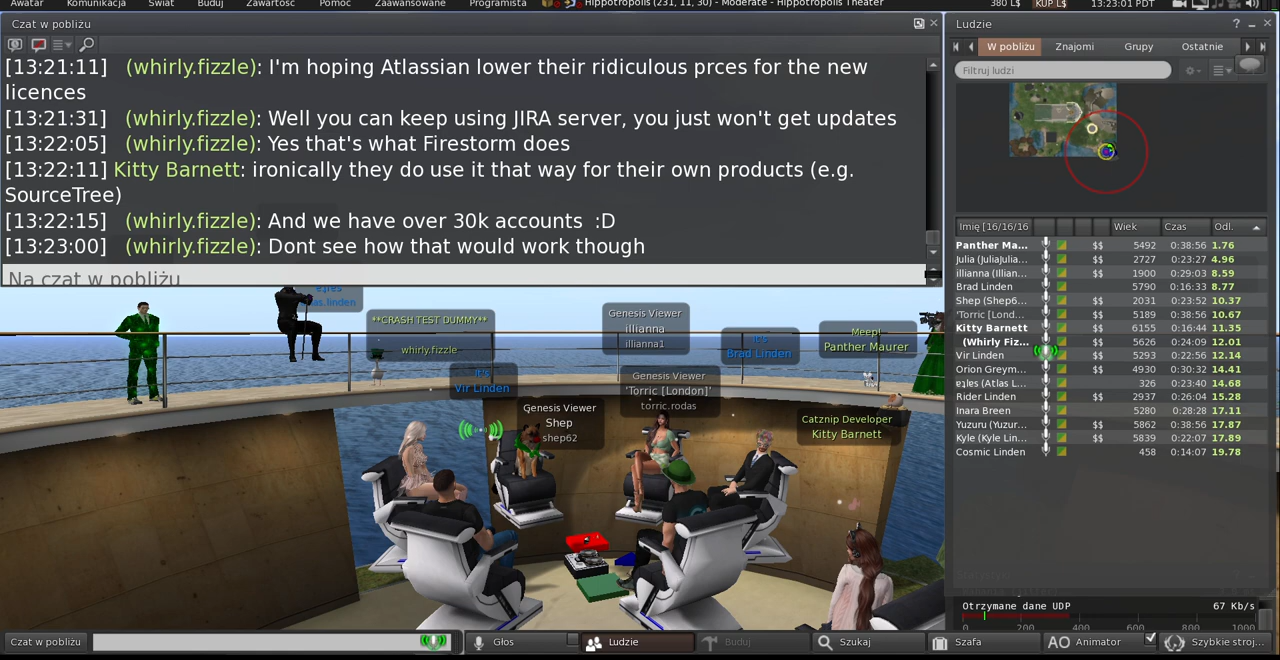 Awatar Komunikacja Świat Buduj Zawartość Pomoc Zaawansowane Programista Hippotropolis (231, 11, 30) - Moderate - Hippotropolis Theater 380 L$ KUP L$ 13:23:01 PDT
Czat w pobliżu
[13:21:11] (whirly.fizzle): I'm hoping Atlassian lower their ridiculous prces for the new
licences
[13:21:31] (whirly.fizzle): Well you can keep using JIRA server, you just won't get updates
[13:22:05] (whirly.fizzle): Yes that's what Firestorm does
[13:22:11] Kitty Barnett: ironically they do use it that way for their own products (e.g.
SourceTree)
[13:22:15] (whirly.fizzle): And we have over 30k accounts :D
[13:23:00] (whirly.fizzle): Dont see how that would work though
Na czat w pobliżu
**CRASH TEST DUMMY**
whirly.fizzle
it's
Vir Linden
Genesis Viewer
illianna
illianna1
it's
Brad Linden
Meep!
Panther Maurer
Genesis Viewer
'Torric [London]'
torric.rodas
Genesis Viewer
Shep
shep62
Catznip Developer
Kitty Barnett
Ludzie
W pobliżu Znajomi Grupy Ostatnie
Filtruj ludzi
Imię [16/16/16 Wiek Czas Odl.
Panther Ma... $$ 5492 0:38:56 1.76
Julia (JuliaJulia... $$ 2727 0:23:27 4.96
illianna (Illian... $$ 1900 0:29:03 8.59
Brad Linden 5790 0:16:33 8.77
Shep (Shep6... $$ 2031 0:23:52 10.37
'Torric [Lond... $$ 5189 0:38:56 10.67
Kitty Barnett $$ 6155 0:16:44 11.35
(Whirly Fiz... $$ 5626 0:24:09 12.01
Vir Linden $$ 5293 0:22:56 12.14
Orion Greym... $$ 4930 0:30:32 14.41
(Atlas L... 326 0:23:40 14.68
Rider Linden $$ 2937 0:26:04 15.28
Inara Breen 5280 0:28:28 17.11
Yuzuru (Yuzur... $$ 5862 0:38:56 17.87
Kyle (Kyle Lin... $$ 5839 0:22:07 17.89
Cosmic Linden 458 0:14:07 19.78
Otrzymane dane UDP 67 Kb/s
0 200 400 600 800 1000
Czat w pobliżu Głos Ludzie Buduj Szukaj Szafa AO Animator Szybkie stroj...